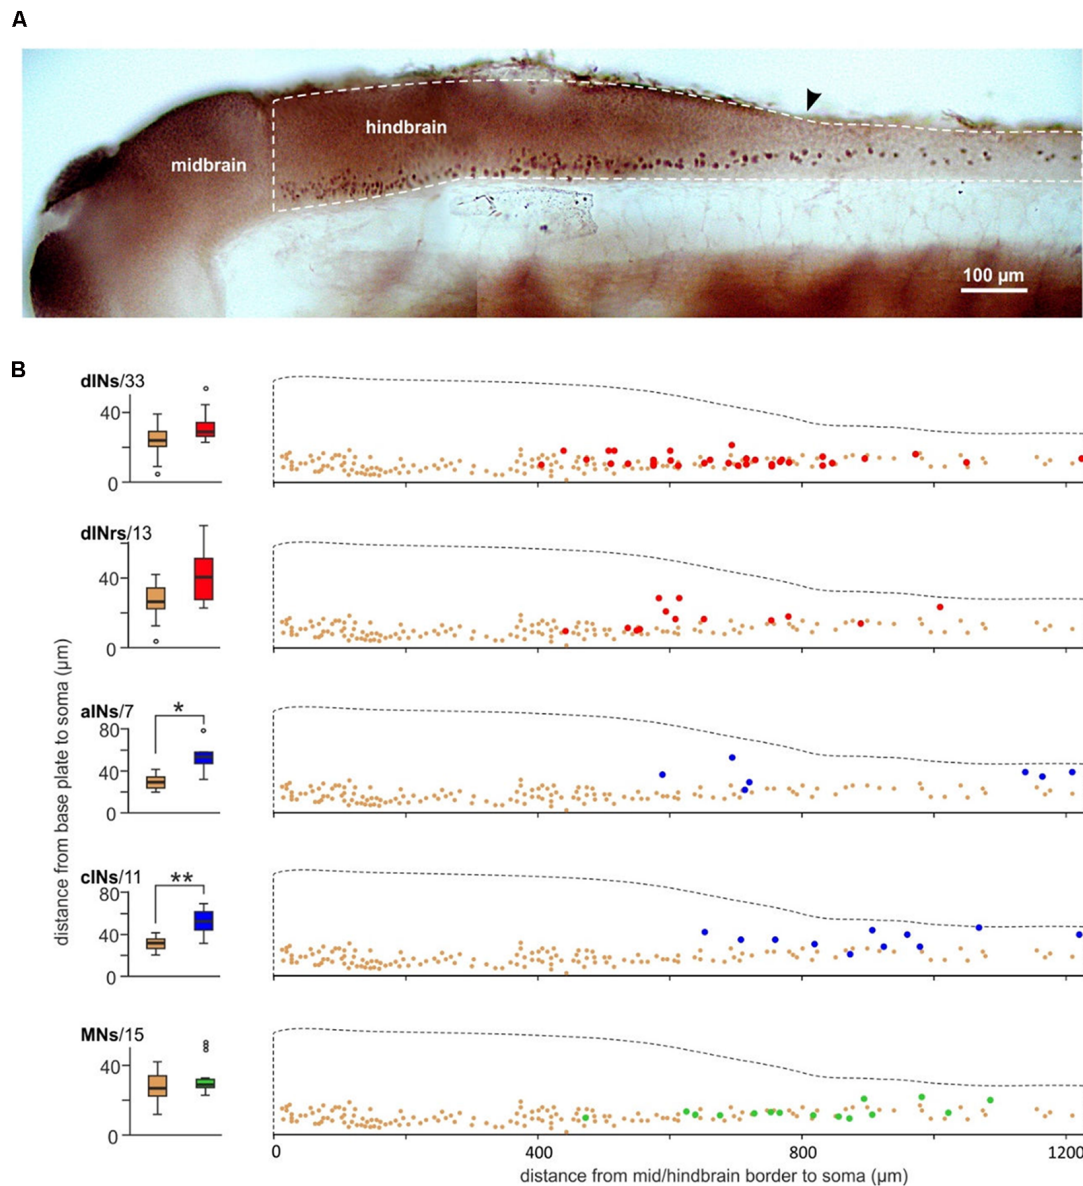 A
hindbrain
midbrain
100 µm
B
dINs/33
40
0
dINrs/13
40
0
aINs/7
*
80
40
0
cINs/11
**
80
40
0
MNs/15
40
0
distance from base plate to soma (µm)
0 400 800 1200
distance from mid/hindbrain border to soma (µm)